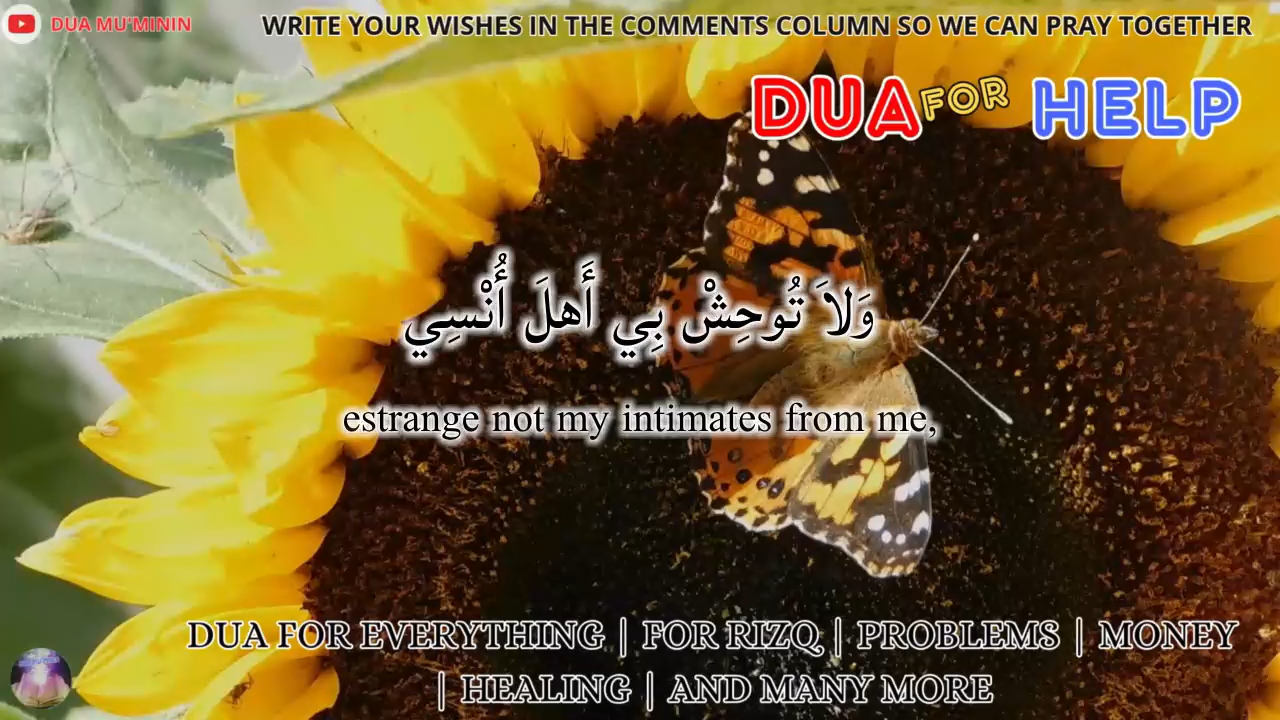 DUA MU'MININ
WRITE YOUR WISHES IN THE COMMENTS COLUMN SO WE CAN PRAY TOGETHER
DUA FOR HELP
وَلاَ تُوحِشْ بِي أَهلَ أُنْسِي
estrange not my intimates from me,
DUA FOR EVERYTHING | FOR RIZQ | PROBLEMS | MONEY
| HEALING | AND MANY MORE